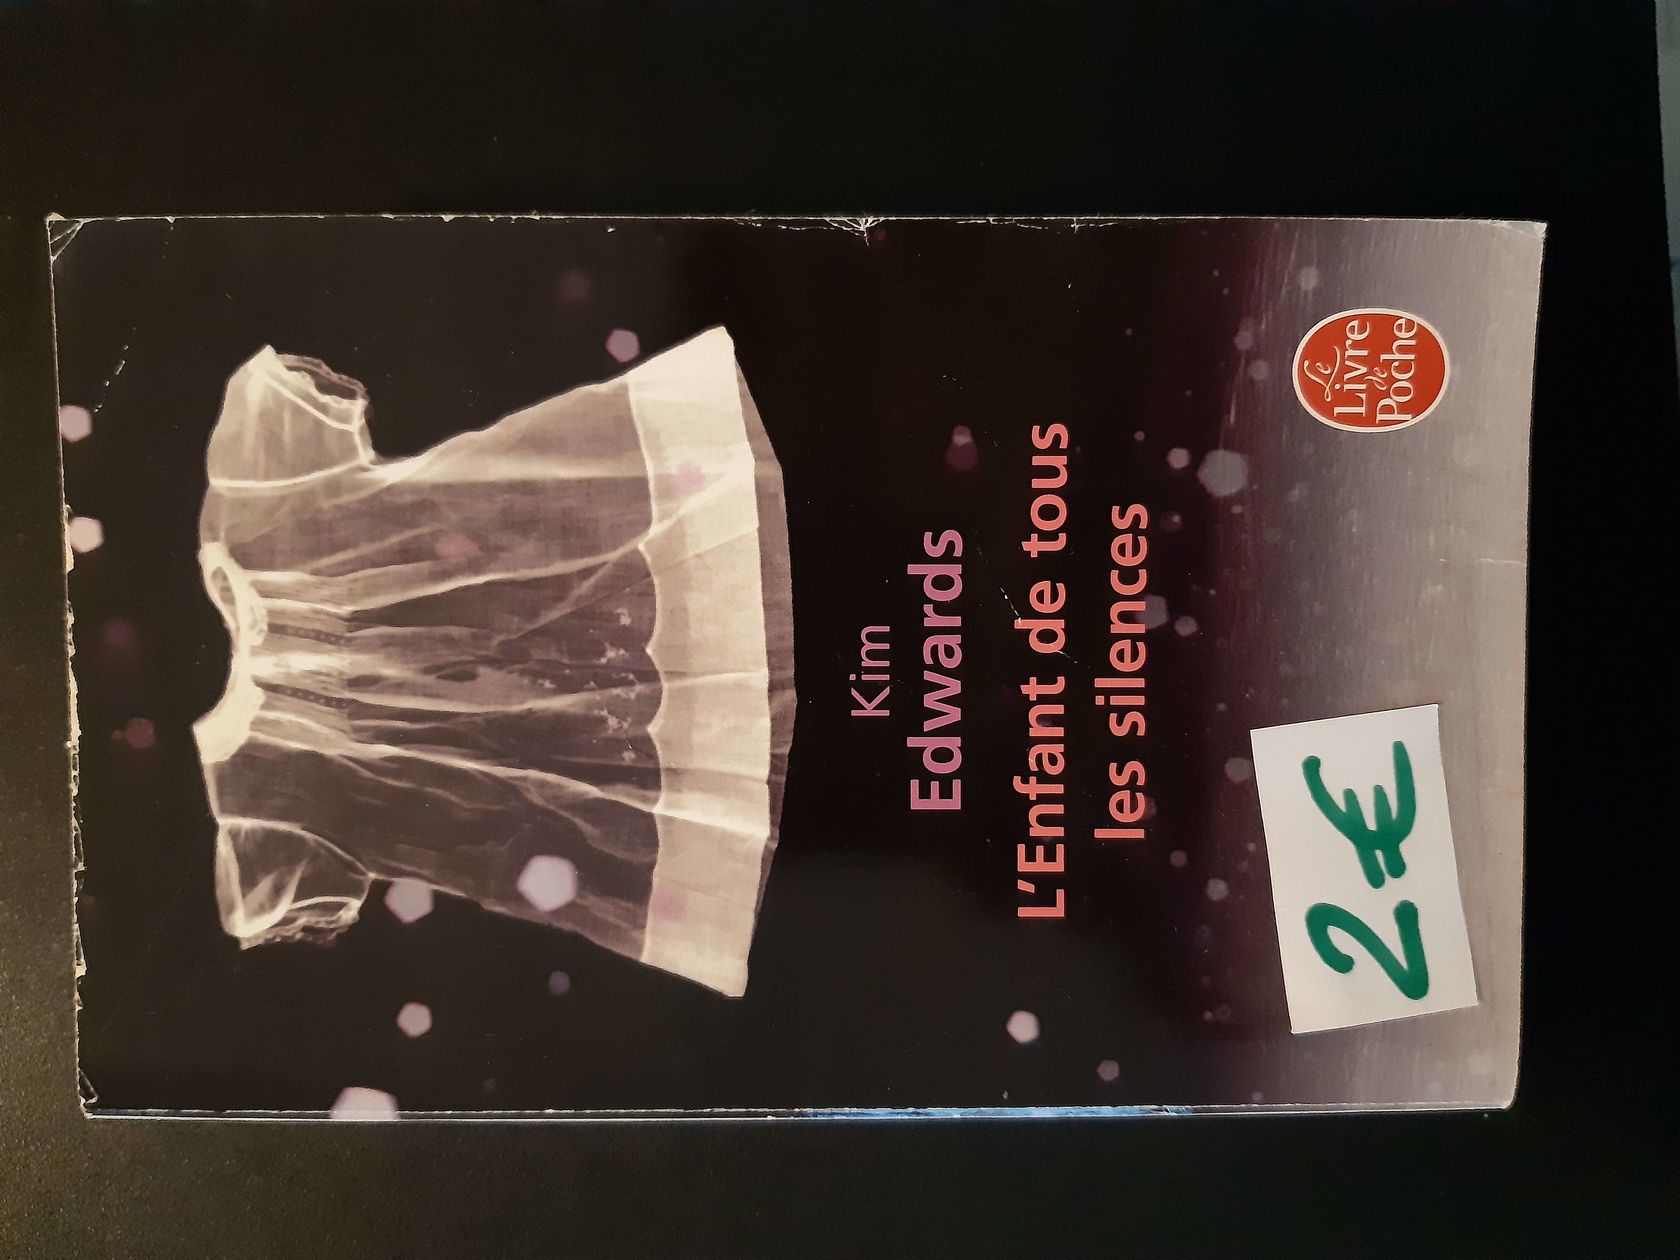 Kim
Edwards
L'Enfant de tous
les silences
2€
Le
Livre
de
Poche